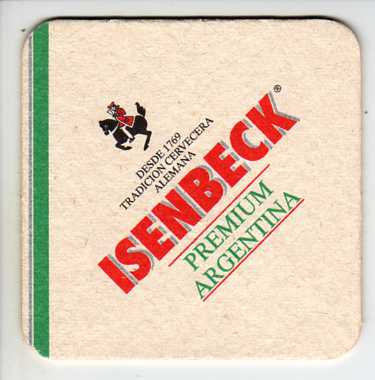 DESDE 1769
TRADICION CERVECERA
ALEMANA
ISENBECK®
PREMIUM
ARGENTINA